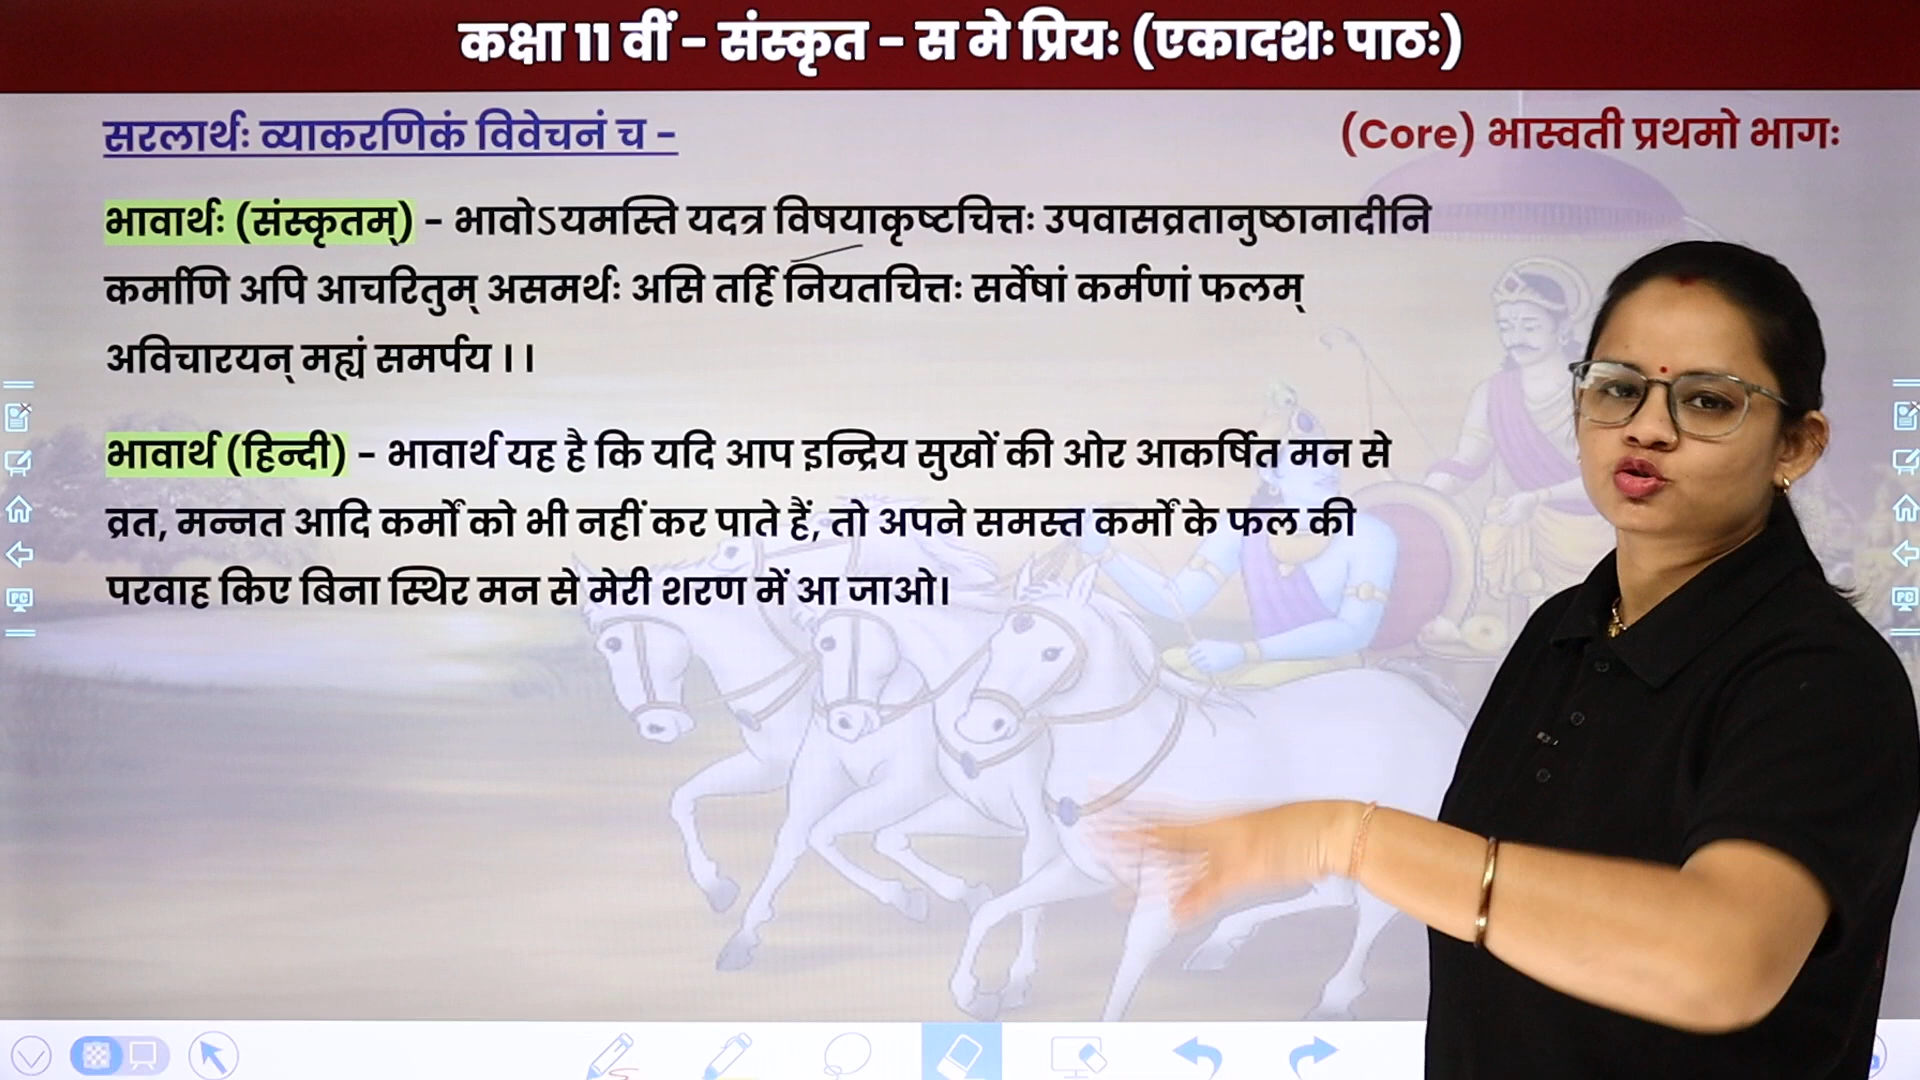 कक्षा 11 वीं - संस्कृत - स मे प्रियः (एकादशः पाठः)
सरलार्थः व्याकरणिकं विवेचनं च -
(Core) भास्वती प्रथमो भागः
भावार्थः (संस्कृतम्) - भावोऽयमस्ति यदत्र विषयाकृष्टचित्तः उपवासव्रतानुष्ठानादीनि
कर्माणि अपि आचरितुम् असमर्थः असि तर्हि नियतचित्तः सर्वेषां कर्मणां फलम्
अविचारयन् मह्यं समर्पय ।।
भावार्थ (हिन्दी) - भावार्थ यह है कि यदि आप इन्द्रिय सुखों की ओर आकर्षित मन से
व्रत, मन्नत आदि कर्मों को भी नहीं कर पाते हैं, तो अपने समस्त कर्मों के फल की
परवाह किए बिना स्थिर मन से मेरी शरण में आ जाओ।
PC
PC